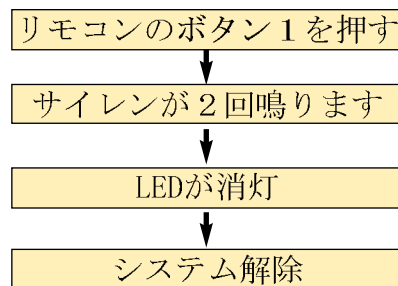 リモコンのボタン１を押す
サイレンが２回鳴ります
LEDが消灯
システム解除